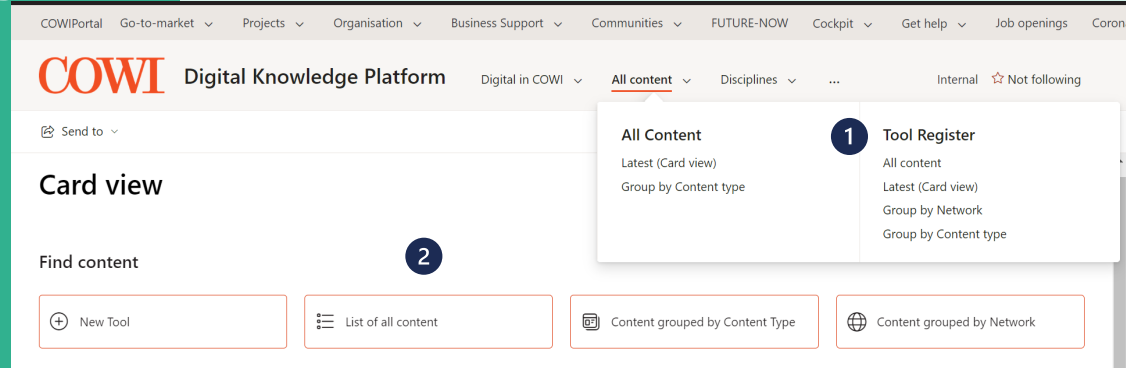 COWIPortal Go-to-market Projects Organisation Business Support Communities FUTURE-NOW Cockpit Get help Job openings Coron
COWI Digital Knowledge Platform Digital in COWI All content Disciplines ... Internal Not following
Send to
All Content
Latest (Card view)
Group by Content type
1 Tool Register
All content
Latest (Card view)
Group by Network
Group by Content type
Card view
Find content
2
New Tool
List of all content
Content grouped by Content Type
Content grouped by Network